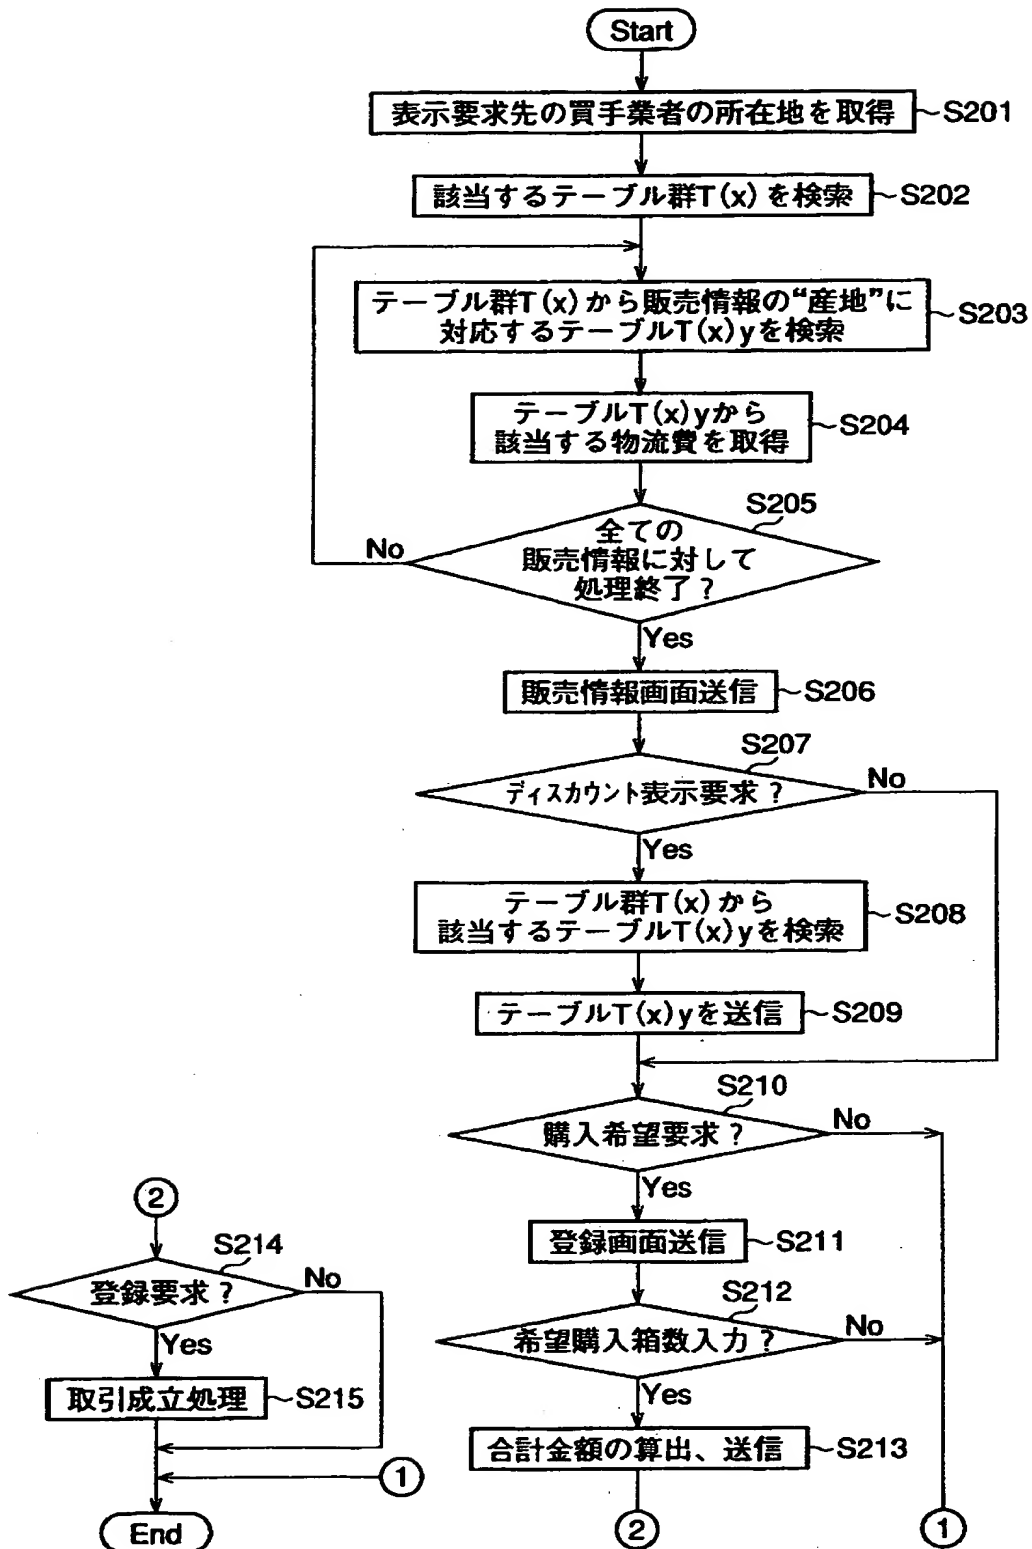 Start
表示要求先の買手業者の所在地を取得
S201
該当するテーブル群T(x)を検索
S202
テーブル群T(x)から販売情報の“産地”に
対応するテーブルT(x)yを検索
S203
テーブルT(x)yから
該当する物流費を取得
S204
S205
全ての
販売情報に対して
処理終了?
No
Yes
販売情報画面送信
S206
S207
ディスカウント表示要求?
No
Yes
テーブル群T(x)から
該当するテーブルT(x)yを検索
S208
テーブルT(x)yを送信
S209
S210
購入希望要求?
No
Yes
登録画面送信
S211
S212
希望購入箱数入力?
No
Yes
合計金額の算出、送信
S213
2
1
2
S214
登録要求?
No
Yes
取引成立処理
S215
1
End